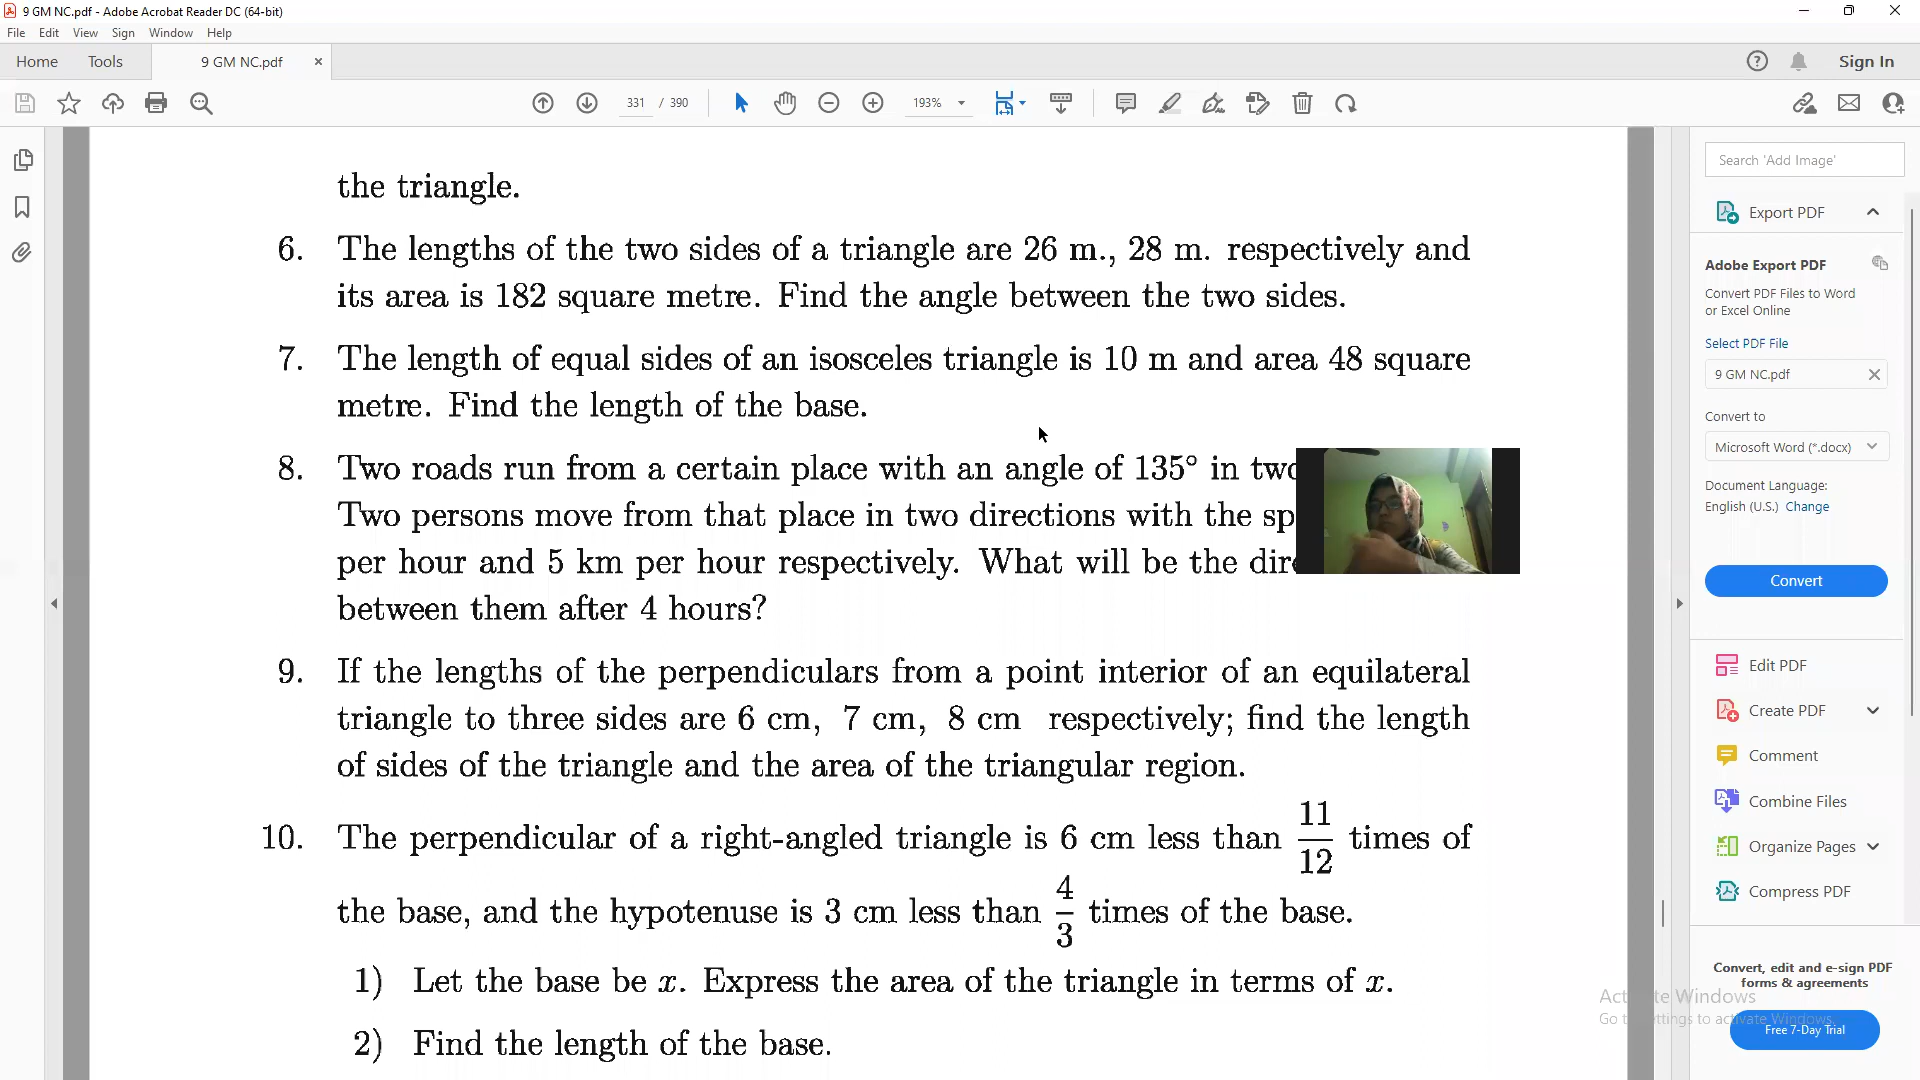 9 GM NC.pdf - Adobe Acrobat Reader DC (64-bit)
File Edit View Sign Window Help
Home Tools 9 GM NC.pdf × Sign In
331 / 390 193%
the triangle.
6. The lengths of the two sides of a triangle are 26 m., 28 m. respectively and
its area is 182 square metre. Find the angle between the two sides.
7. The length of equal sides of an isosceles triangle is 10 m and area 48 square
metre. Find the length of the base.
8. Two roads run from a certain place with an angle of 135° in
Two persons move from that place in two directions with the
per hour and 5 km per hour respectively. What will be the
between them after 4 hours?
9. If the lengths of the perpendiculars from a point interior of an equilateral
triangle to three sides are 6 cm, 7 cm, 8 cm respectively; find the length
of sides of the triangle and the area of the triangular region.
10. The perpendicular of a right-angled triangle is 6 cm less than 11/12 times of
the base, and the hypotenuse is 3 cm less than 4/3 times of the base.
1) Let the base be x. Express the area of the triangle in terms of x.
2) Find the length of the base.
Search 'Add Image'
Export PDF
Adobe Export PDF
Convert PDF Files to Word
or Excel Online
Select PDF File
9 GM NC.pdf
Convert to
Microsoft Word (*.docx)
Document Language:
English (U.S.) Change
Convert
Edit PDF
Create PDF
Comment
Combine Files
Organize Pages
Compress PDF
Convert, edit and e-sign PDF
forms & agreements
Free 7-Day Trial
Windows
to Windows.